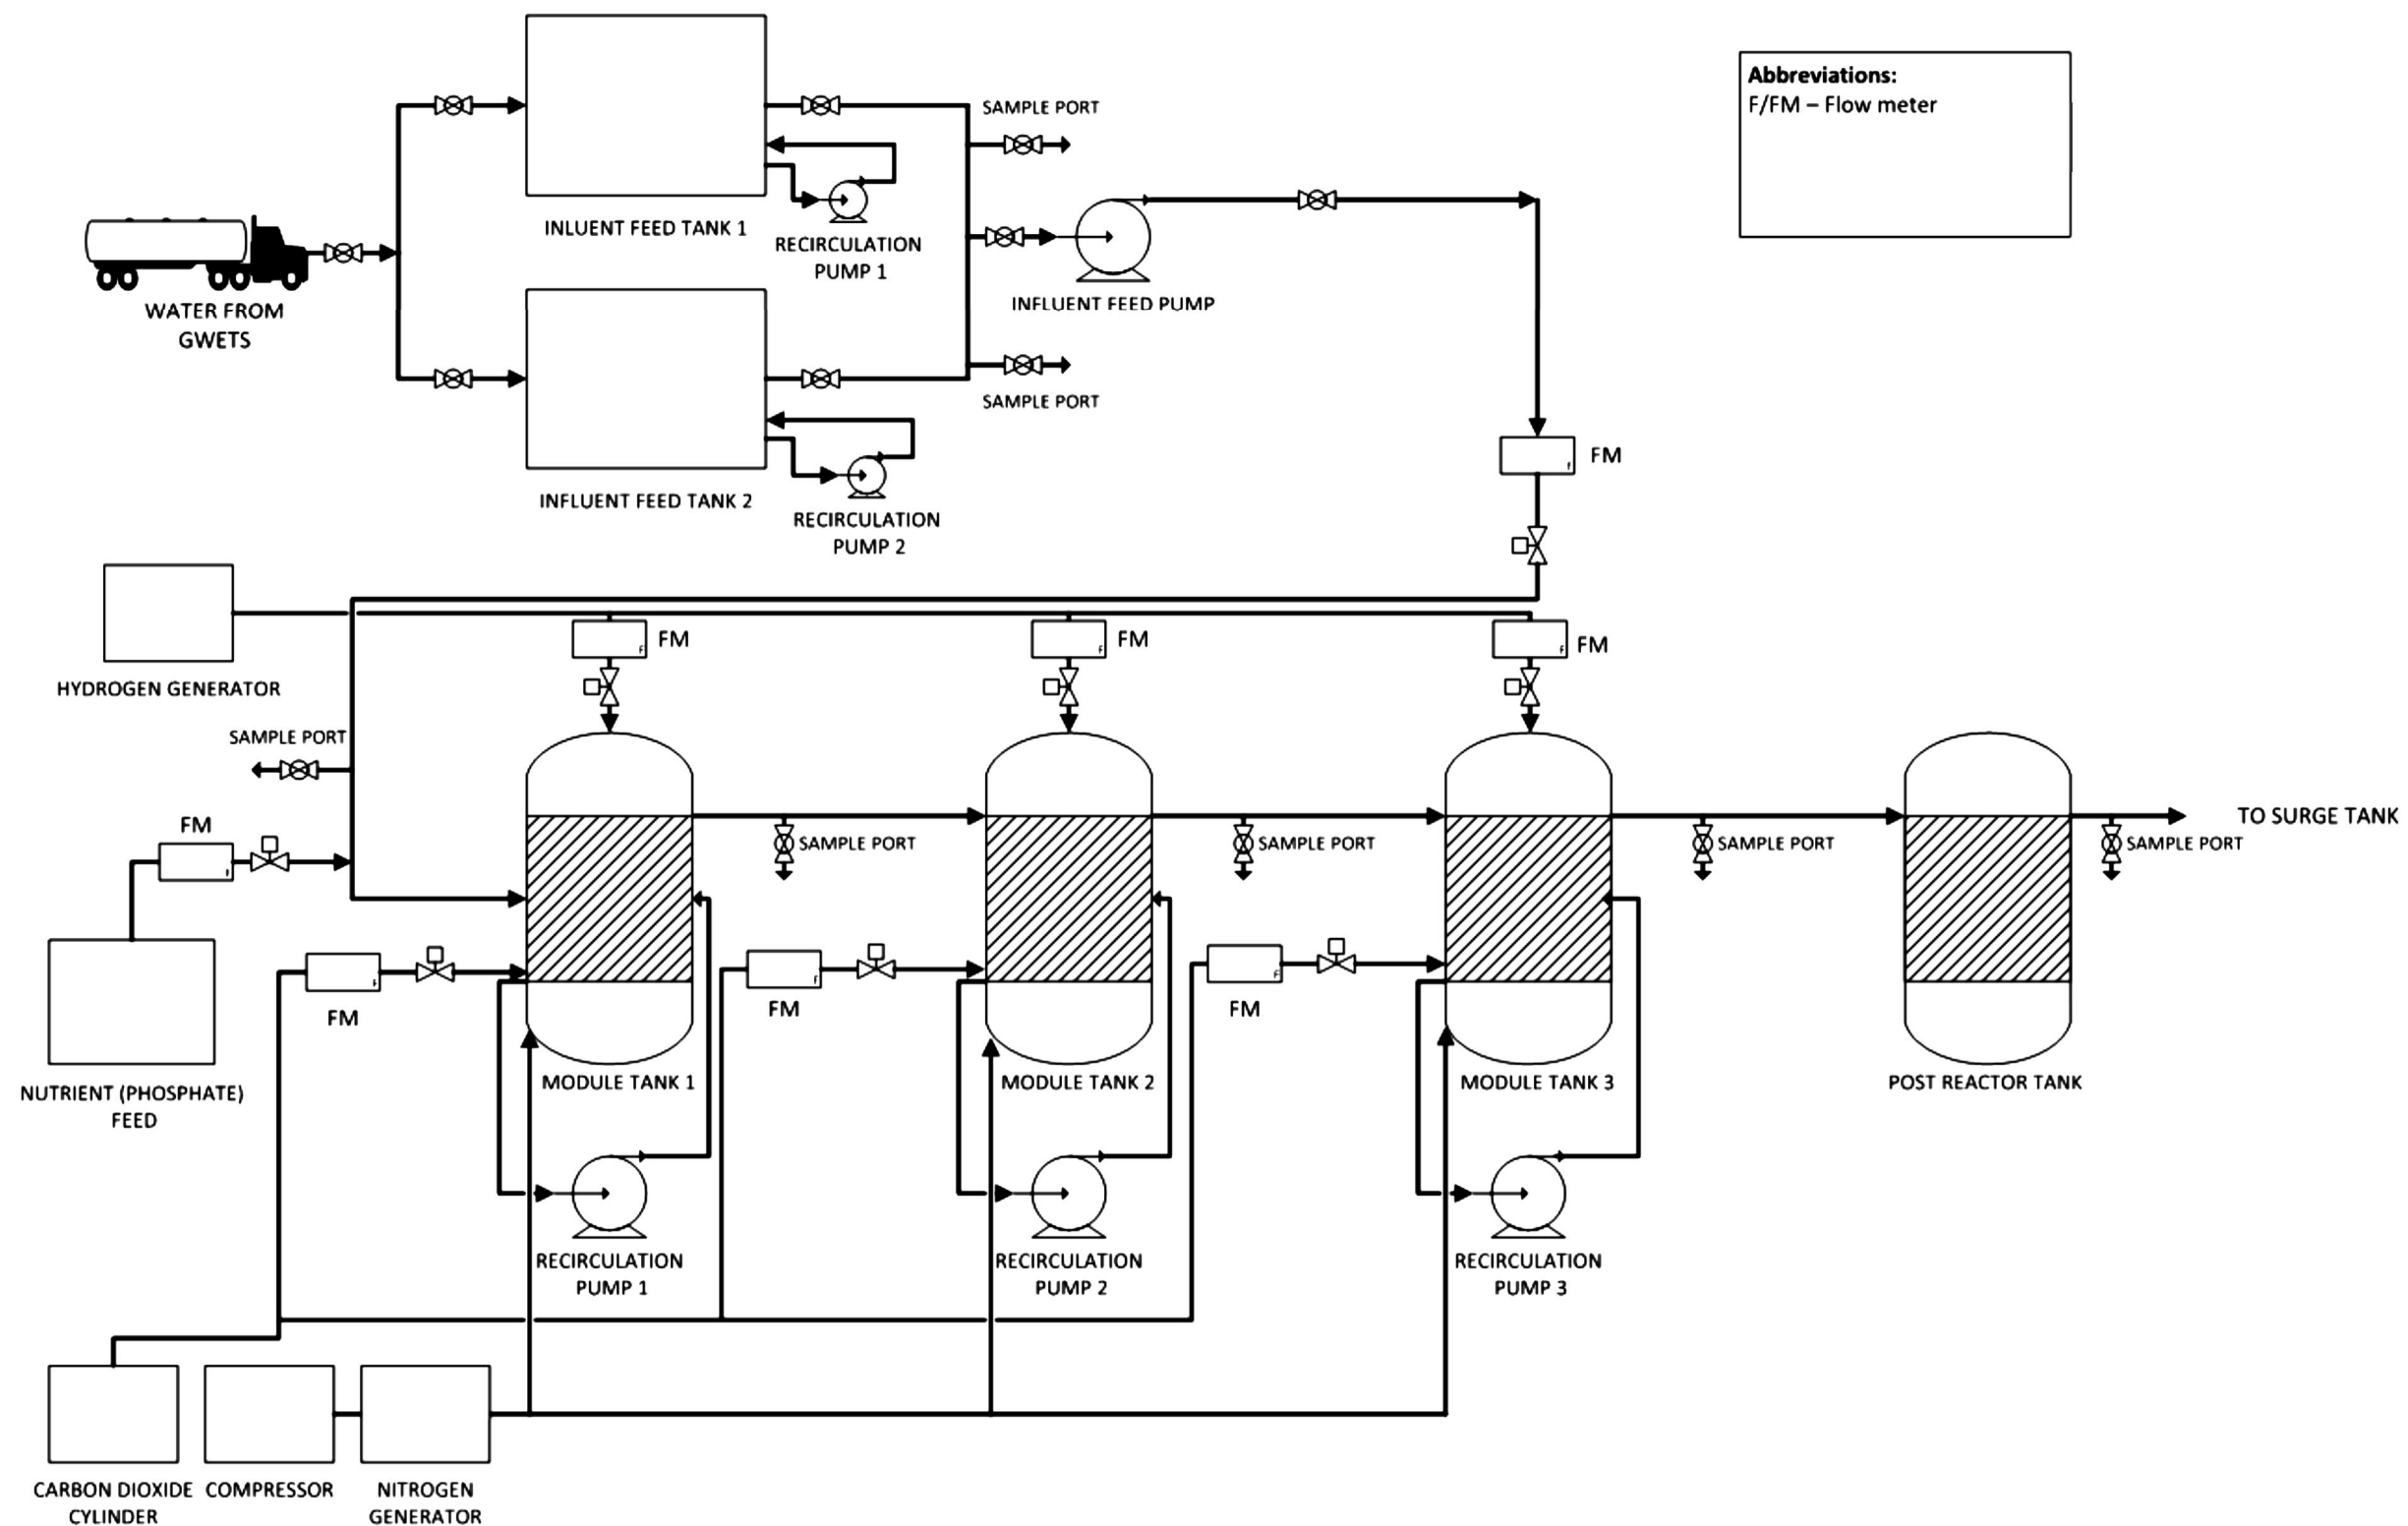 Abbreviations:
F/FM – Flow meter
SAMPLE PORT
INLUENT FEED TANK 1
RECIRCULATION
PUMP 1
WATER FROM
GWETS
INFLUENT FEED PUMP
SAMPLE PORT
INFLUENT FEED TANK 2
RECIRCULATION
PUMP 2
F
FM
HYDROGEN GENERATOR
F
FM
F
FM
F
FM
SAMPLE PORT
FM
F
SAMPLE PORT
SAMPLE PORT
SAMPLE PORT
SAMPLE PORT
TO SURGE TANK
F
FM
F
FM
F
FM
NUTRIENT (PHOSPHATE)
FEED
MODULE TANK 1
MODULE TANK 2
MODULE TANK 3
POST REACTOR TANK
RECIRCULATION
PUMP 1
RECIRCULATION
PUMP 2
RECIRCULATION
PUMP 3
CARBON DIOXIDE
CYLINDER
COMPRESSOR
NITROGEN
GENERATOR